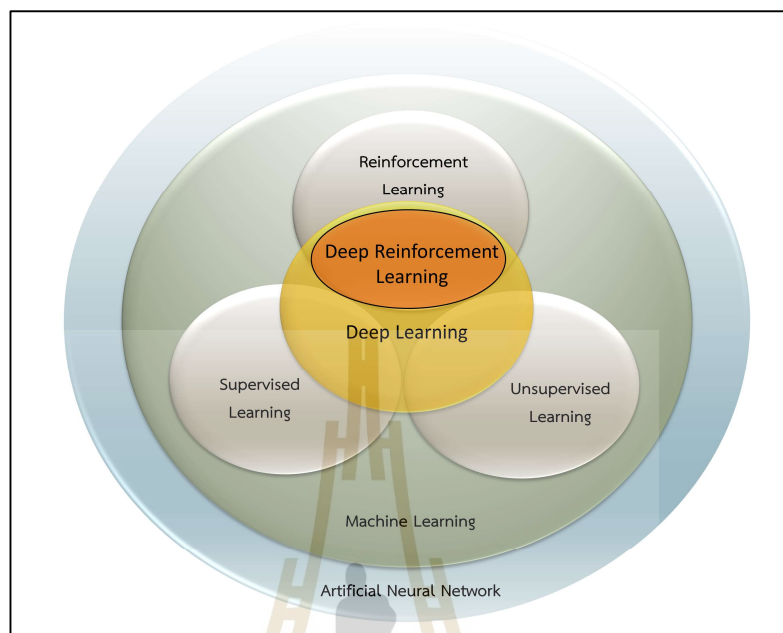 Reinforcement
Learning
Deep Reinforcement
Learning
Deep Learning
Supervised
Learning
Unsupervised
Learning
Machine Learning
Artificial Neural Network